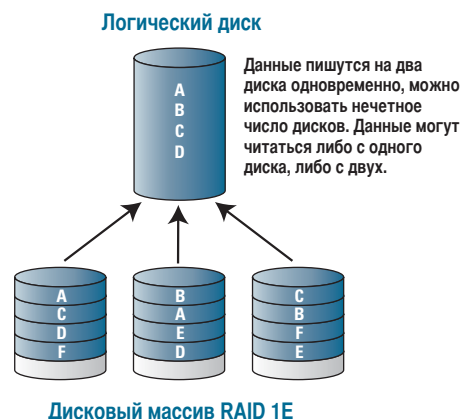 Логический диск
A
B
C
D
Данные пишутся на два
диска одновременно, можно
использовать нечетное
число дисков. Данные могут
читаться либо с одного
диска, либо с двух.
A
C
D
F
B
A
E
D
C
B
F
E
Дисковый массив RAID 1E